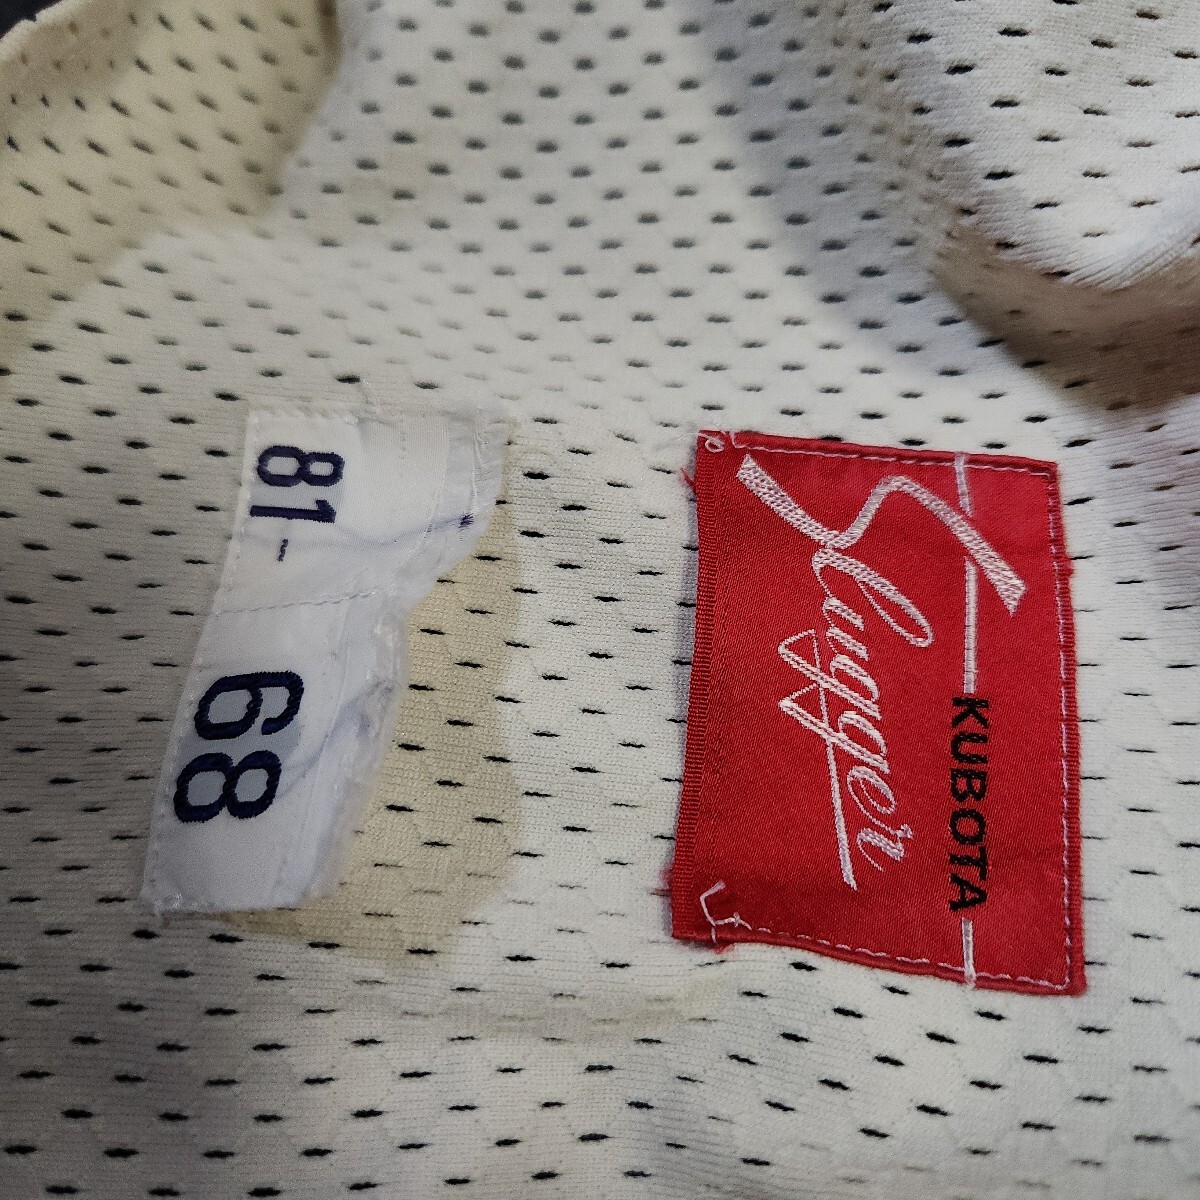 81-
68
Slugger
KUBOTA